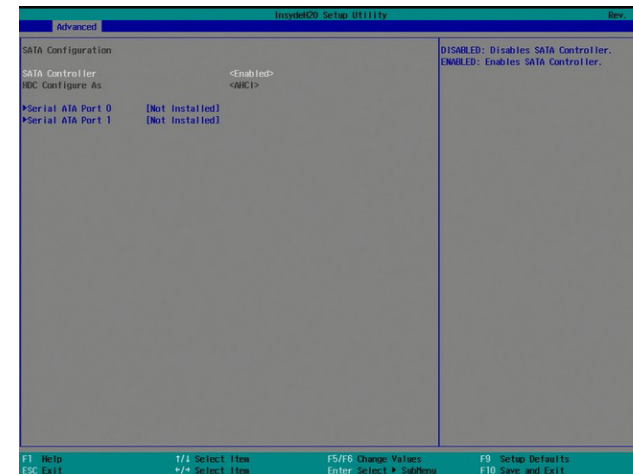 InsydeH20 Setup Utility Rev.
Advanced
SATA Configuration
SATA Controller <Enabled>
HDC Configure As <AHCI>
▶Serial ATA Port 0 [Not Installed]
▶Serial ATA Port 1 [Not Installed]
DISABLED: Disables SATA Controller.
ENABLED: Enables SATA Controller.
F1 Help ↑/↓ Select Item F5/F6 Change Values F9 Setup Defaults
ESC Exit ←/→ Select Item Enter Select ▶ SubMenu F10 Save and Exit